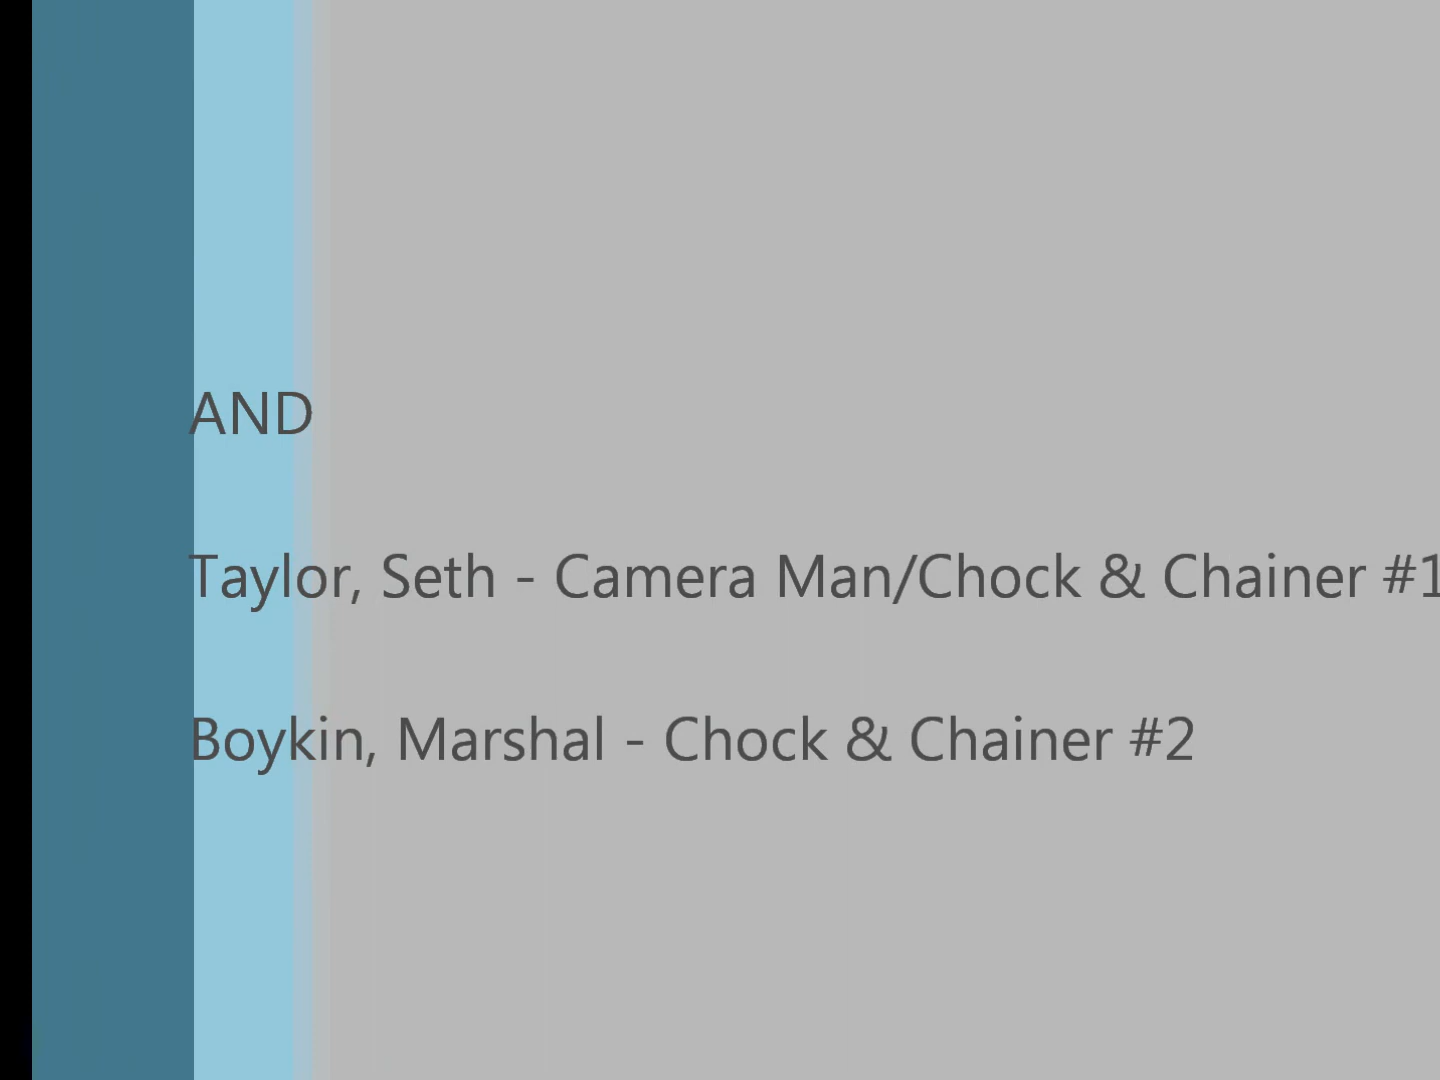 AND
Taylor, Seth - Camera Man/Chock & Chainer #1
Boykin, Marshal - Chock & Chainer #2